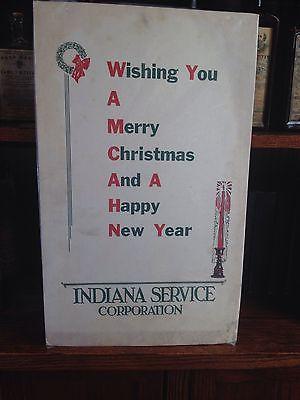 Wishing You
A
Merry
Christmas
And A
Happy
New Year
INDIANA SERVICE
CORPORATION